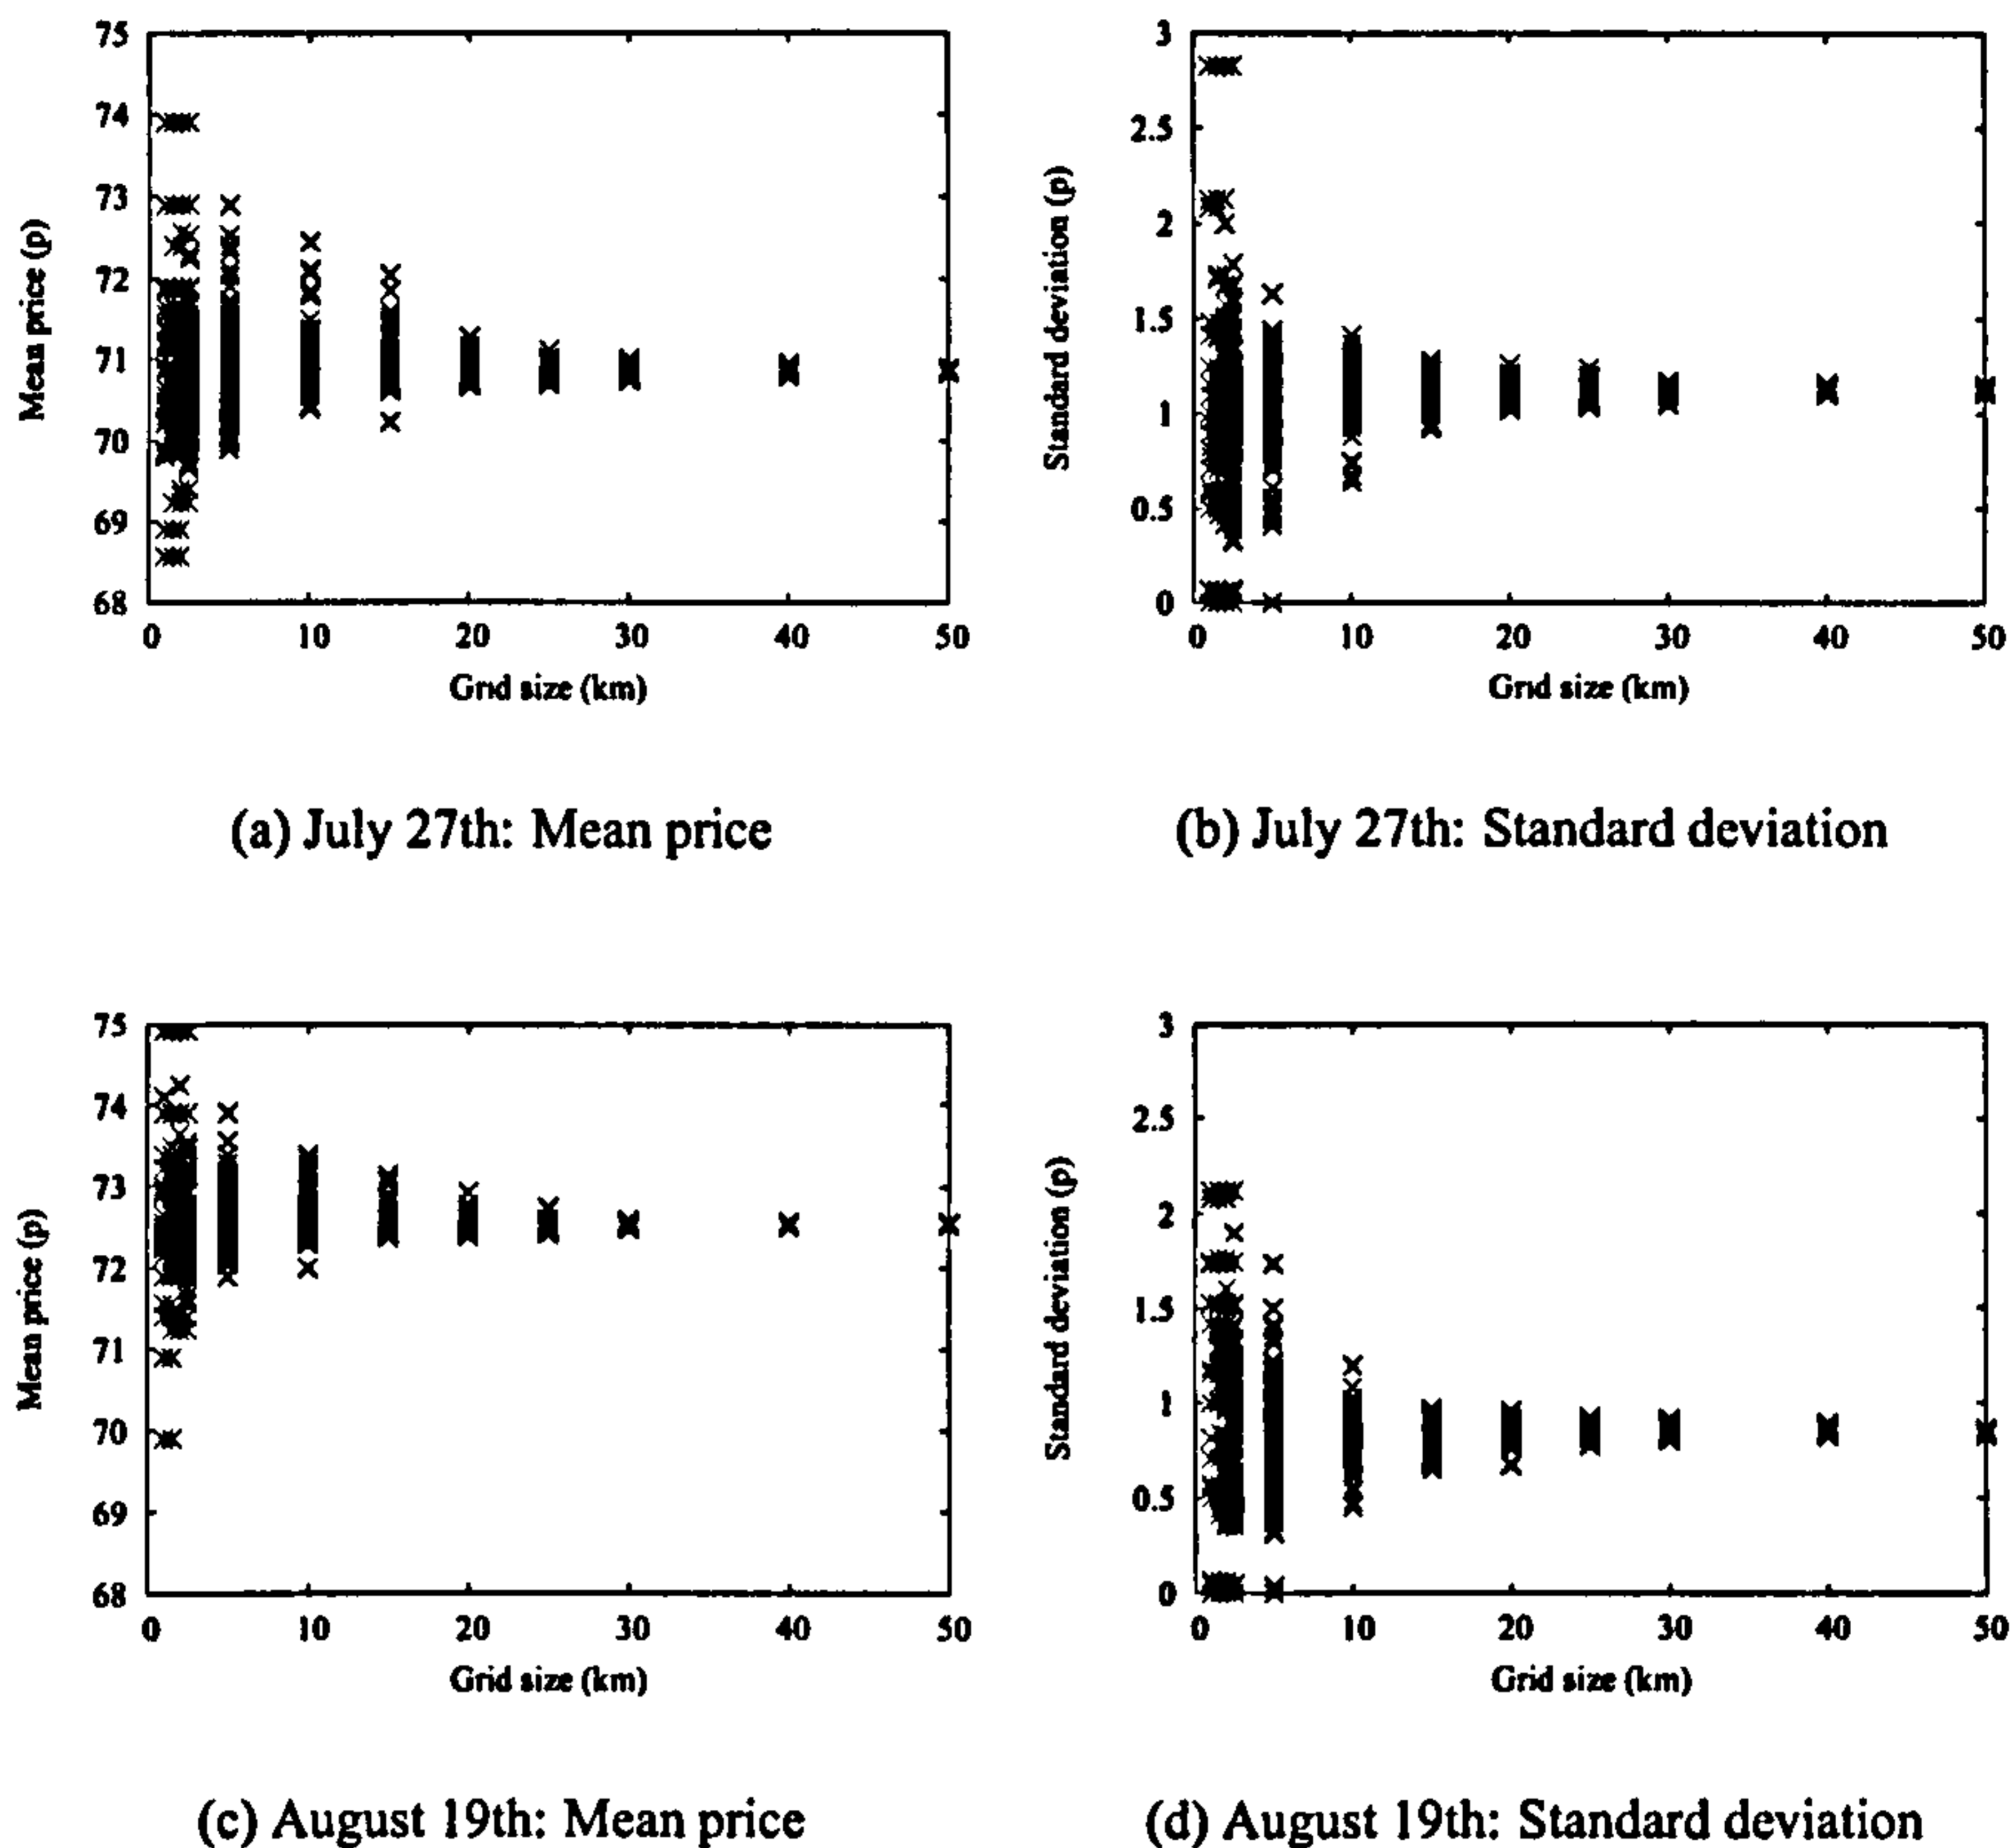 75
74
73
72
71
70
69
68
Mean price (p)
0 10 20 30 40 50
Grid size (km)
(a) July 27th: Mean price
3
2.5
2
1.5
1
0.5
0
Standard deviation (p)
0 10 20 30 40 50
Grid size (km)
(b) July 27th: Standard deviation
75
74
73
72
71
70
69
68
Mean price (p)
0 10 20 30 40 50
Grid size (km)
(c) August 19th: Mean price
3
2.5
2
1.5
1
0.5
0
Standard deviation (p)
0 10 20 30 40 50
Grid size (km)
(d) August 19th: Standard deviation